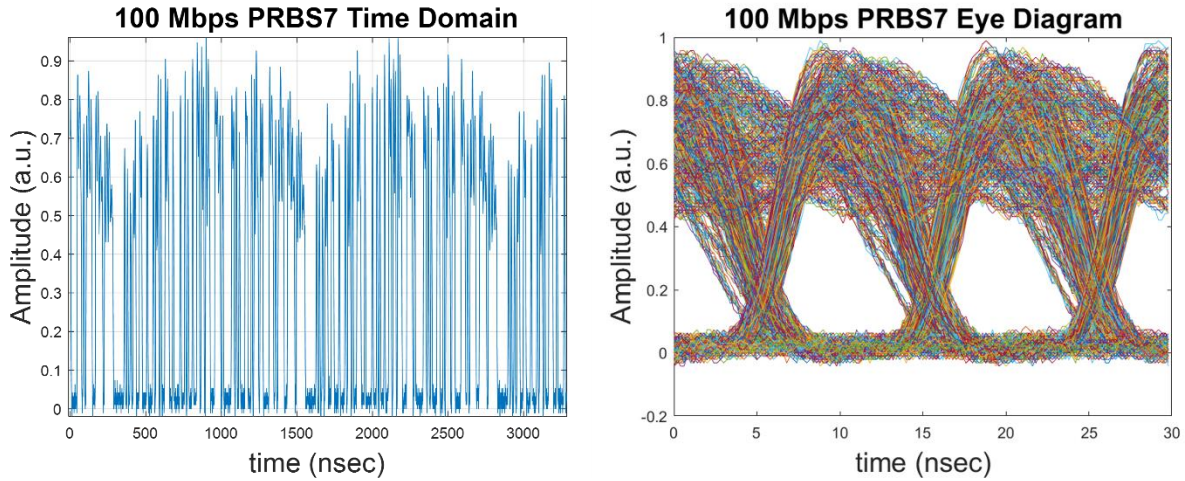 100 Mbps PRBS7 Time Domain
0.9
0.8
0.7
0.6
0.5
0.4
0.3
0.2
0.1
0
Amplitude (a.u.)
0 500 1000 1500 2000 2500 3000
time (nsec)
100 Mbps PRBS7 Eye Diagram
1
0.8
0.6
0.4
0.2
0
-0.2
Amplitude (a.u.)
0 5 10 15 20 25 30
time (nsec)